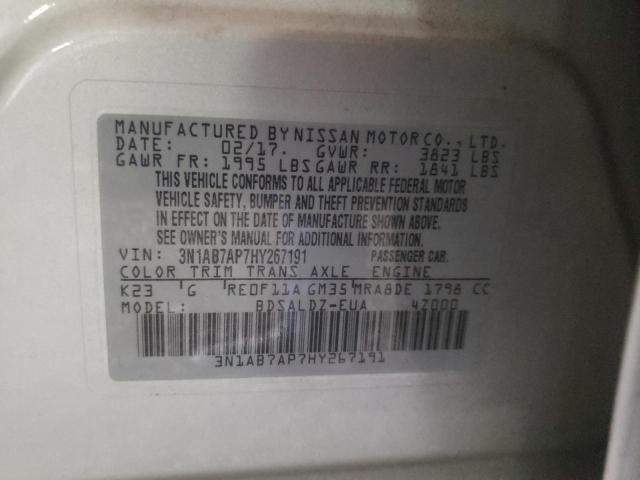 MANUFACTURED BY NISSAN MOTOR CO., LTD.
DATE: 02/17. GVWR: 3823 LBS
GAWR FR: 1995 LBS GAWR RR: 1841 LBS
THIS VEHICLE CONFORMS TO ALL APPLICABLE FEDERAL MOTOR
VEHICLE SAFETY, BUMPER AND THEFT PREVENTION STANDARDS
IN EFFECT ON THE DATE OF MANUFACTURE SHOWN ABOVE.
SEE OWNER'S MANUAL FOR ADDITIONAL INFORMATION.
VIN: 3N1AB7AP7HY267191 PASSENGER CAR.
COLOR TRIM TRANS AXLE ENGINE
K23 G RE0F11A GM35 MRA8DE 1798 CC
MODEL: BDSALDZ-EUA 4Z000
3N1AB7AP7HY267191